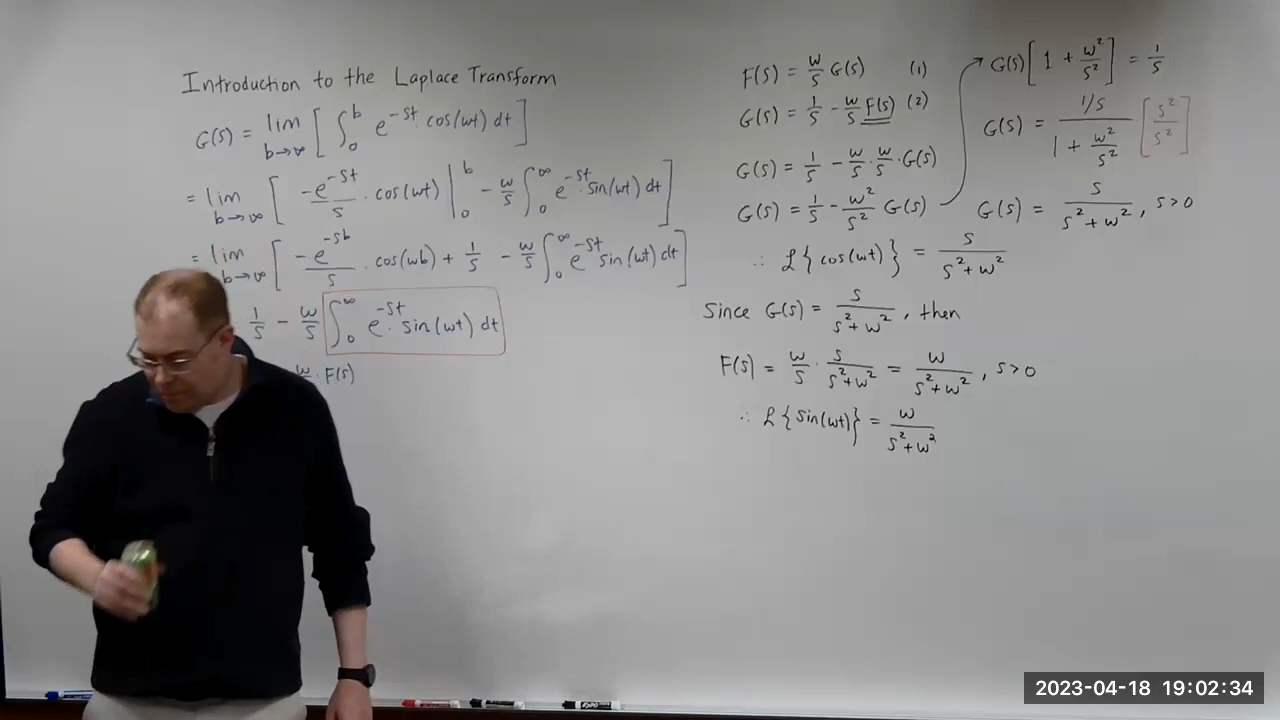 Introduction to the Laplace Transform
G(s) = lim b→∞ [ ∫₀ᵇ e^{-st} cos(wt) dt ]
= lim b→∞ [ -e^{-st}/s · cos(wt) |₀ᵇ - w/s ∫₀^∞ e^{-st} · sin(wt) dt ]
= lim b→∞ [ -e^{-sb}/s · cos(wb) + 1/s - w/s ∫₀^∞ e^{-st} sin(wt) dt ]
1/s - w/s ∫₀^∞ e^{-st} · sin(wt) dt
w · F(s)
F(s) = w/s G(s) (1)
G(s) = 1/s - w/s F(s) (2)
G(s) = 1/s - w/s · w/s · G(s)
G(s) = 1/s - w²/s² G(s)
G(s) [ 1 + w²/s² ] = 1/s
G(s) = (1/s)/(1 + w²/s²) [ s²/s² ]
G(s) = s/(s²+w²), s>0
∴ ℒ{cos(wt)} = s/(s²+w²)
Since G(s) = s/(s²+w²), then
F(s) = w/s · s/(s²+w²) = w/(s²+w²), s>0
∴ ℒ{sin(wt)} = w/(s²+w²)
2023-04-18 19:02:34